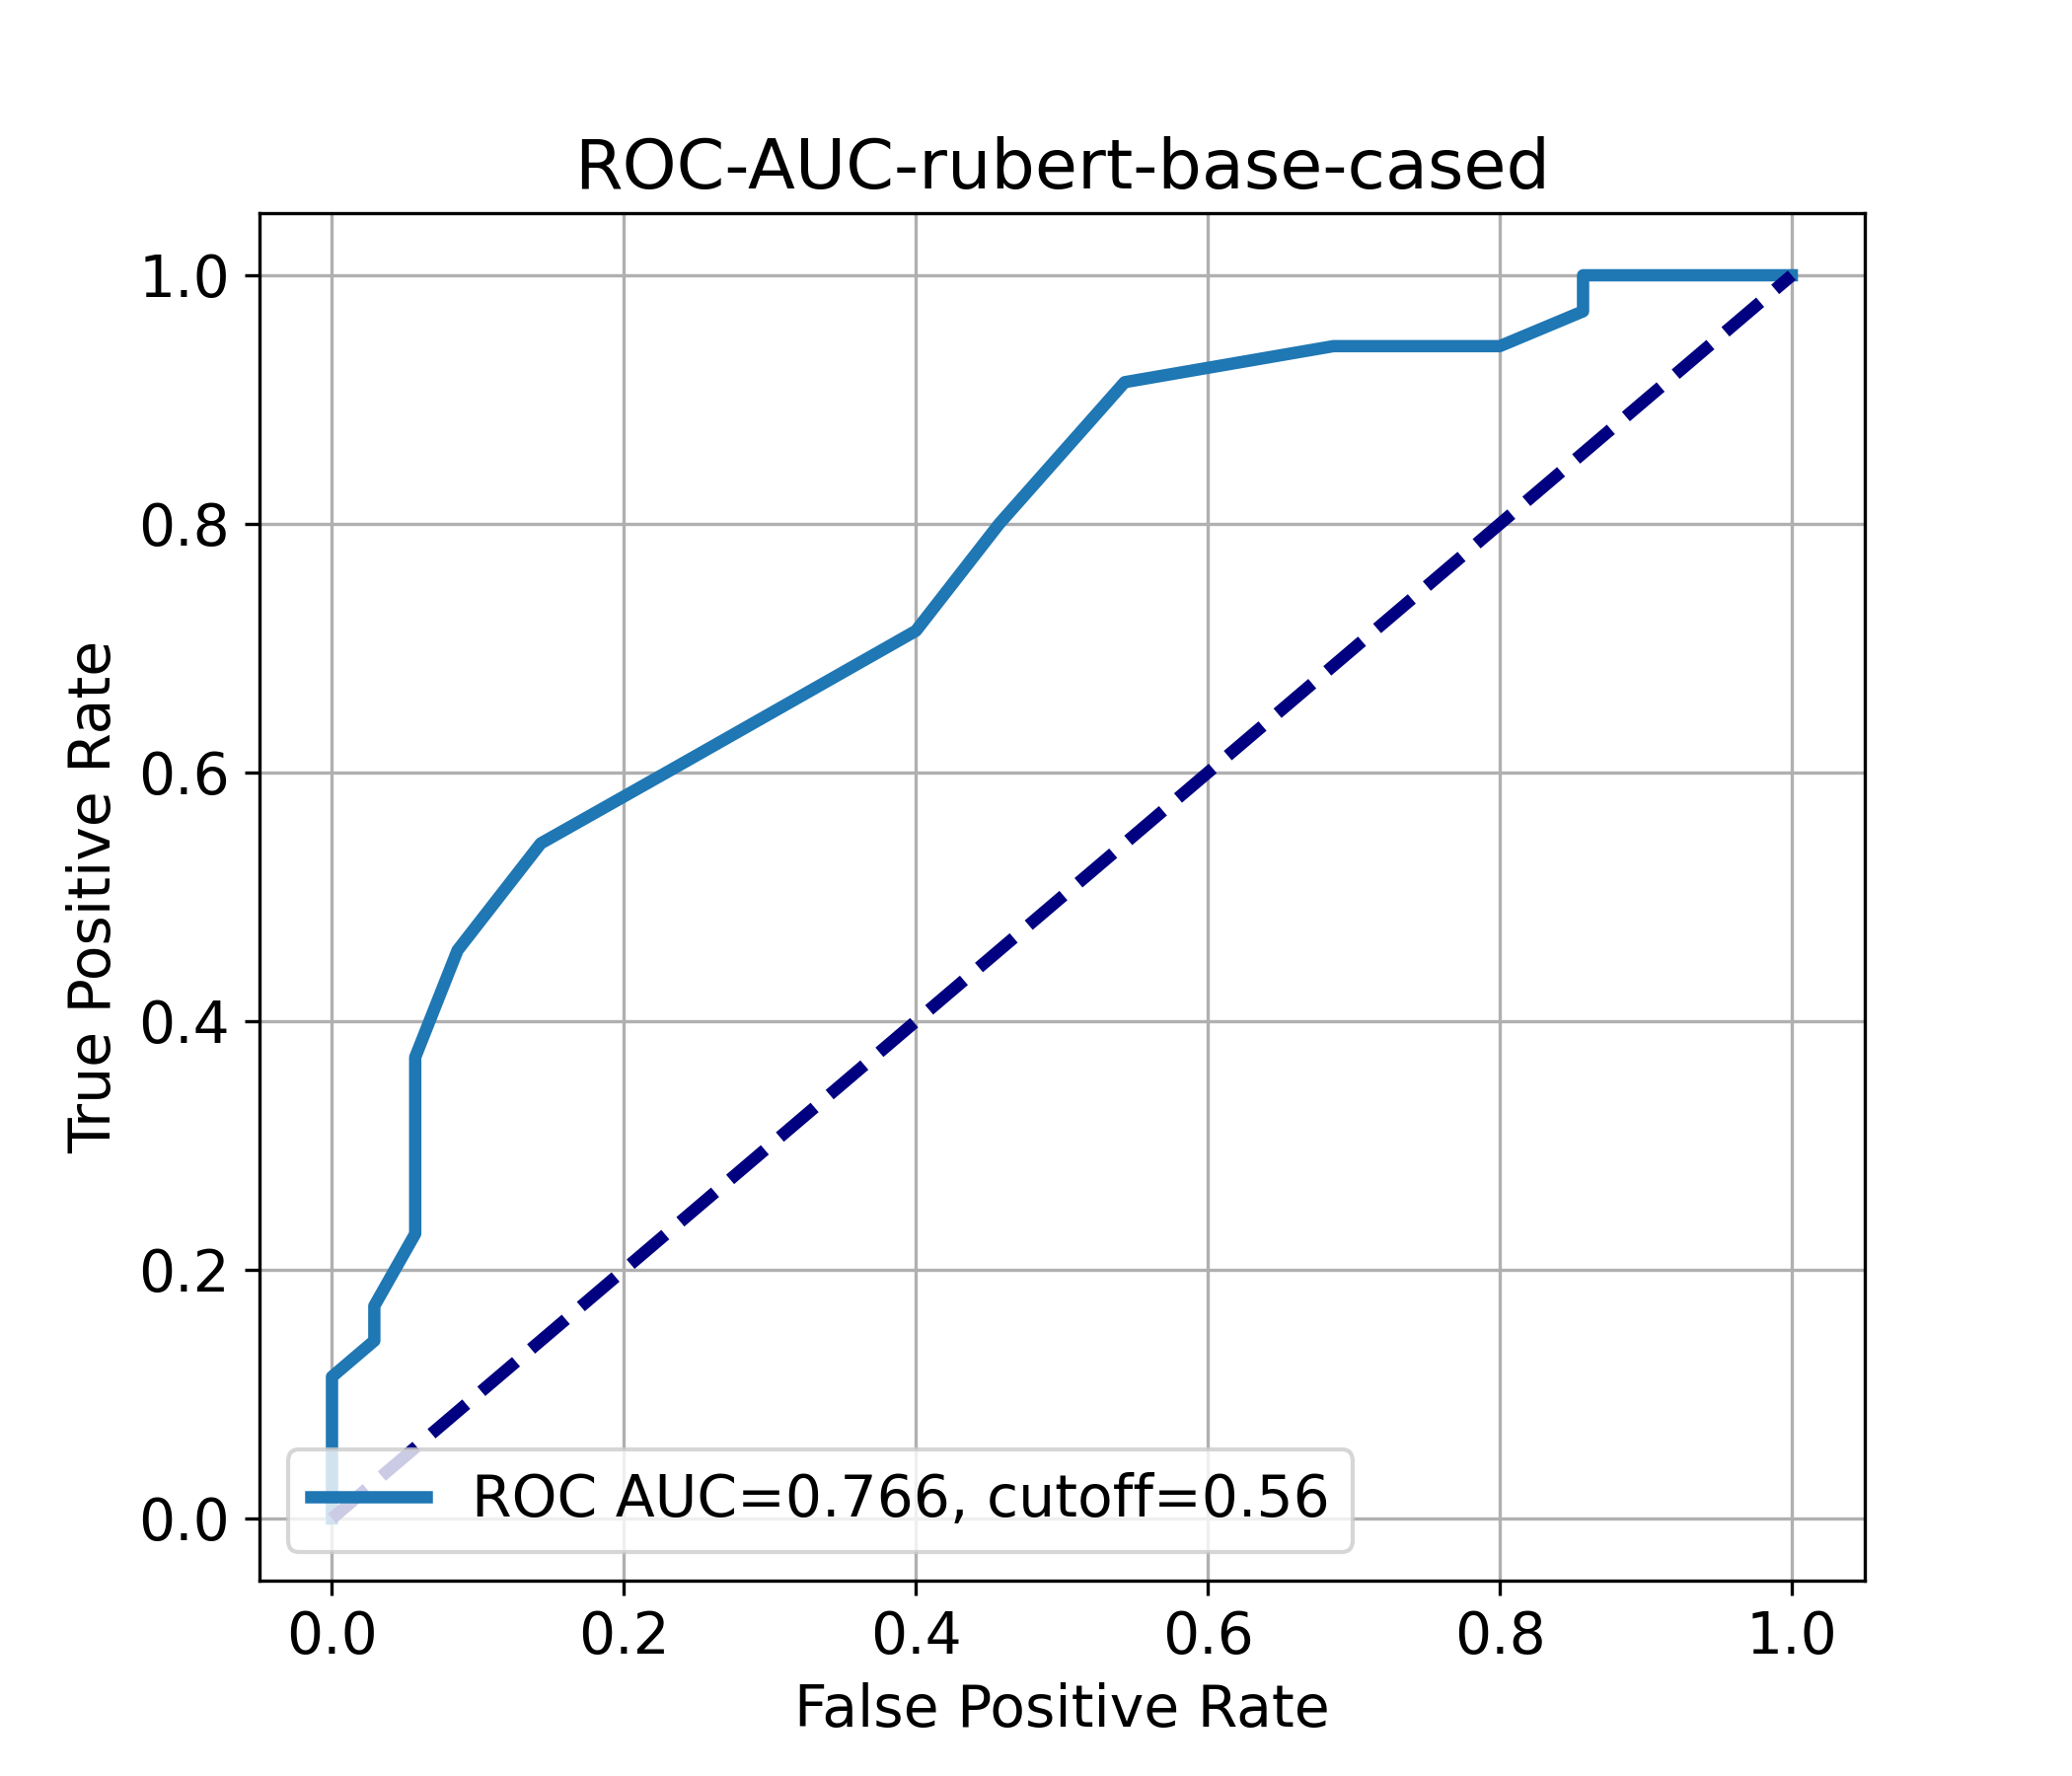 ROC-AUC-rubert-base-cased
True Positive Rate
1.0
0.8
0.6
0.4
0.2
0.0
ROC AUC=0.766, cutoff=0.56
0.0 0.2 0.4 0.6 0.8 1.0
False Positive Rate